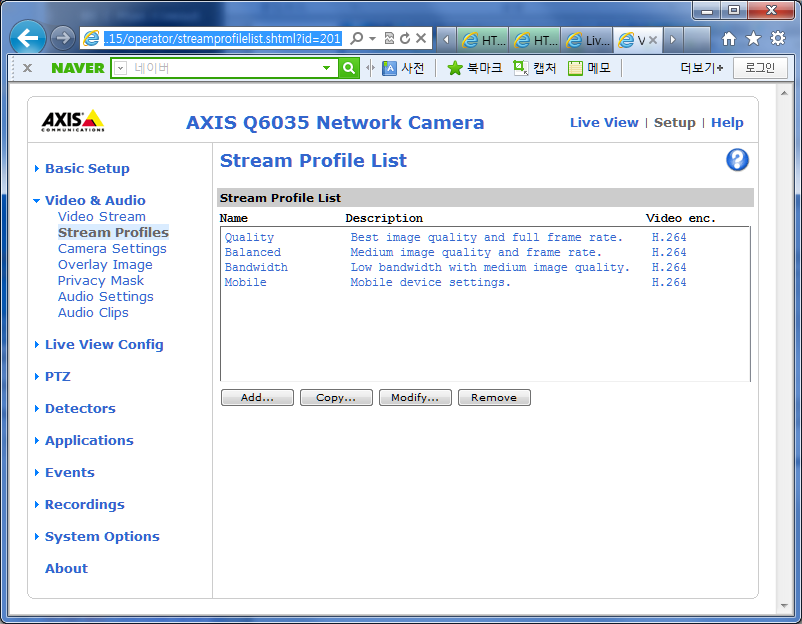 .15/operator/streamprofilelist.shtml?id=201
HT...
HT...
Liv...
V
x NAVER 네이버 사전 북마크 캡처 메모 더보기+ 로그인
AXIS
COMMUNICATIONS
AXIS Q6035 Network Camera
Live View | Setup | Help
Basic Setup
Video & Audio
Video Stream
Stream Profiles
Camera Settings
Overlay Image
Privacy Mask
Audio Settings
Audio Clips
Live View Config
PTZ
Detectors
Applications
Events
Recordings
System Options
About
Stream Profile List
?
Stream Profile List
Name Description Video enc.
Quality Best image quality and full frame rate. H.264
Balanced Medium image quality and frame rate. H.264
Bandwidth Low bandwidth with medium image quality. H.264
Mobile Mobile device settings. H.264
Add... Copy... Modify... Remove